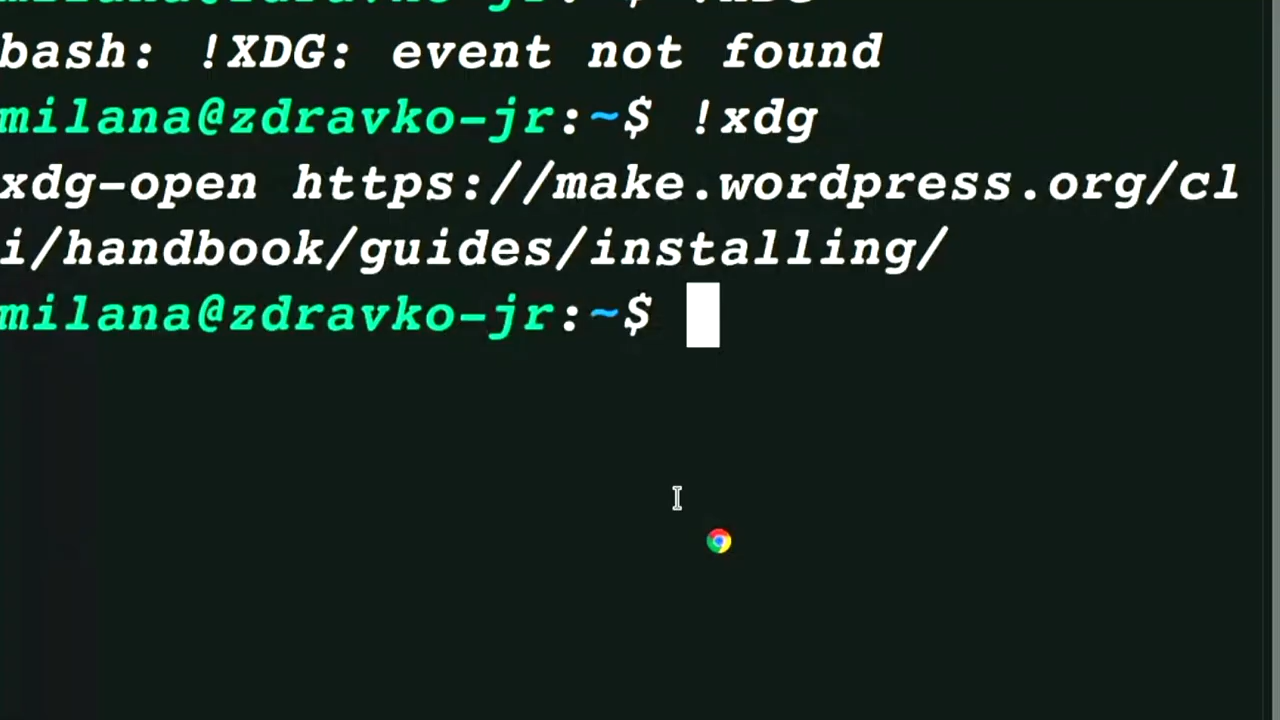 bash: !XDG: event not found
milana@zdravko-jr:~$ !xdg
xdg-open https://make.wordpress.org/cl
i/handbook/guides/installing/
milana@zdravko-jr:~$